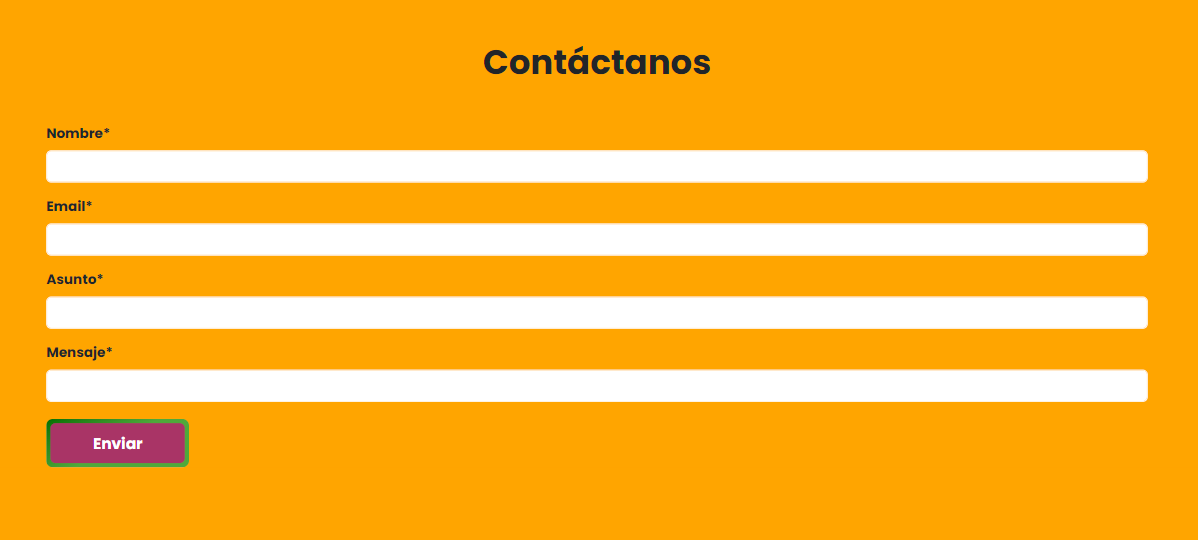 Contáctanos
Nombre*
Email*
Asunto*
Mensaje*
Enviar